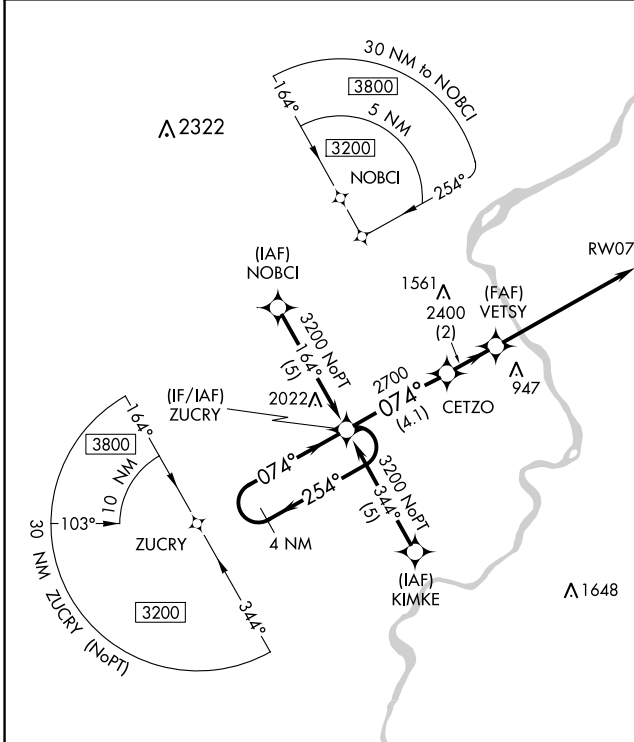 30 NM to NOBCI
3800
164°
5 NM
3200
NOBCI
254°
2322
RW07
(IAF)
NOBCI
1561
2400
(2)
(FAF)
VETSY
3200 NoPT
164°
(5)
2700
074°
(4.1)
947
CETZO
(IF/IAF)
ZUCRY
2022
074°
254°
4 NM
3200 NoPT
344°
(5)
(IAF)
KIMKE
164°
3800
10 NM
103°
ZUCRY
30 NM ZUCRY (NoPT)
3200
344°
1648